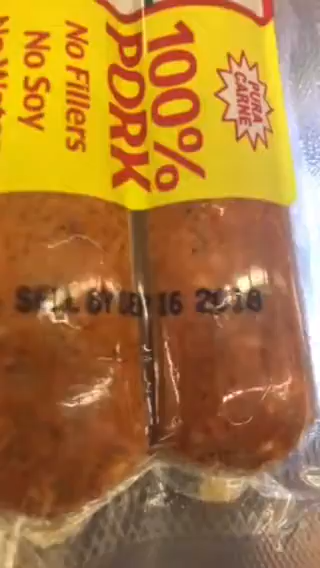 100%
PORK
PURA
CARNE
No Fillers
No Soy
SELL BY 16 2018